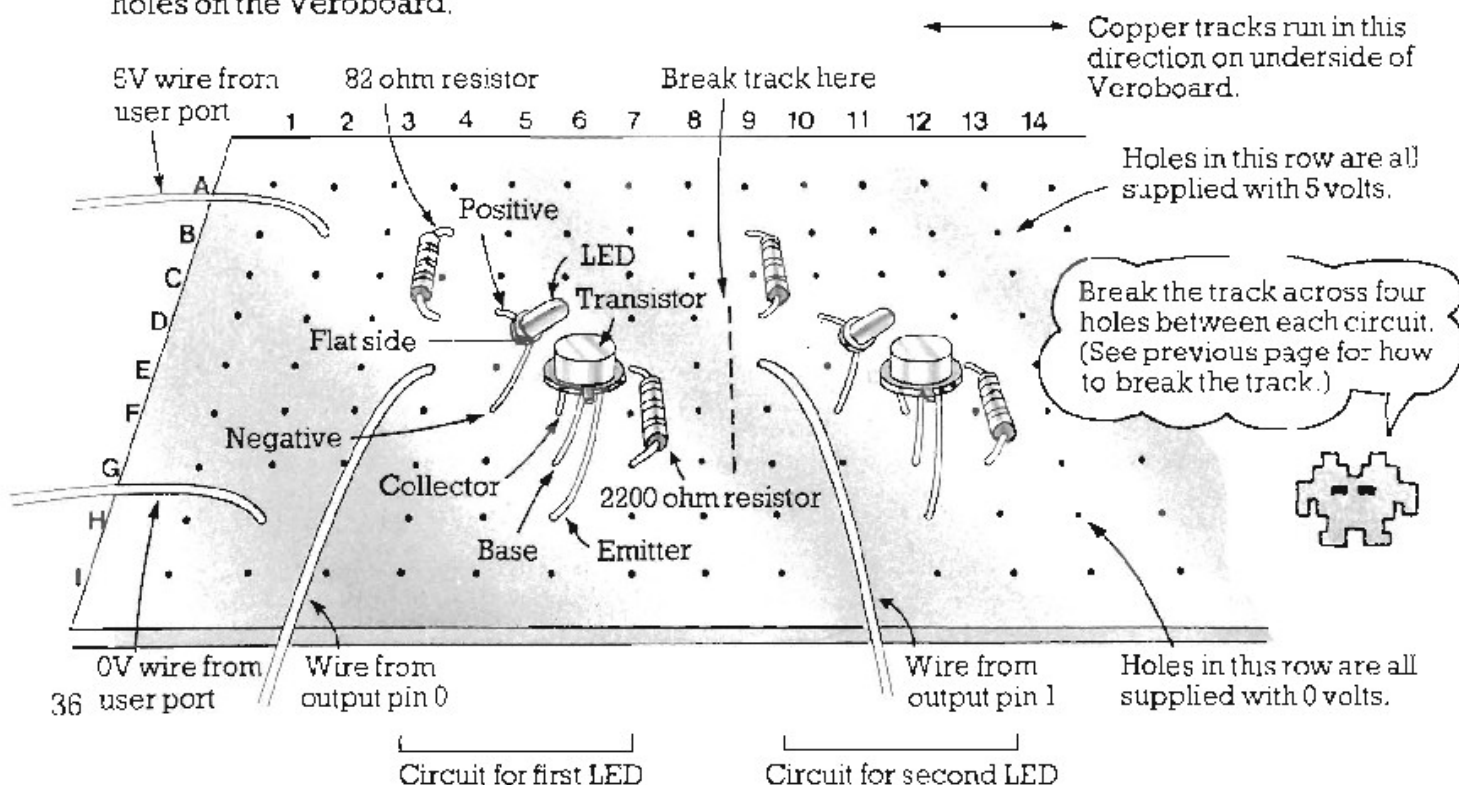 holes on the Veroboard.
Copper tracks run in this
direction on underside of
Veroboard.
5V wire from
user port
82 ohm resistor
Break track here
1 2 3 4 5 6 7 8 9 10 11 12 13 14
Holes in this row are all
supplied with 5 volts.
A
B
C
D
E
F
G
H
I
Positive
LED
Transistor
Flat side
Negative
Collector
Base
Emitter
2200 ohm resistor
Break the track across four
holes between each circuit.
(See previous page for how
to break the track.)
0V wire from
user port
Wire from
output pin 0
Wire from
output pin 1
Holes in this row are all
supplied with 0 volts.
36
Circuit for first LED
Circuit for second LED